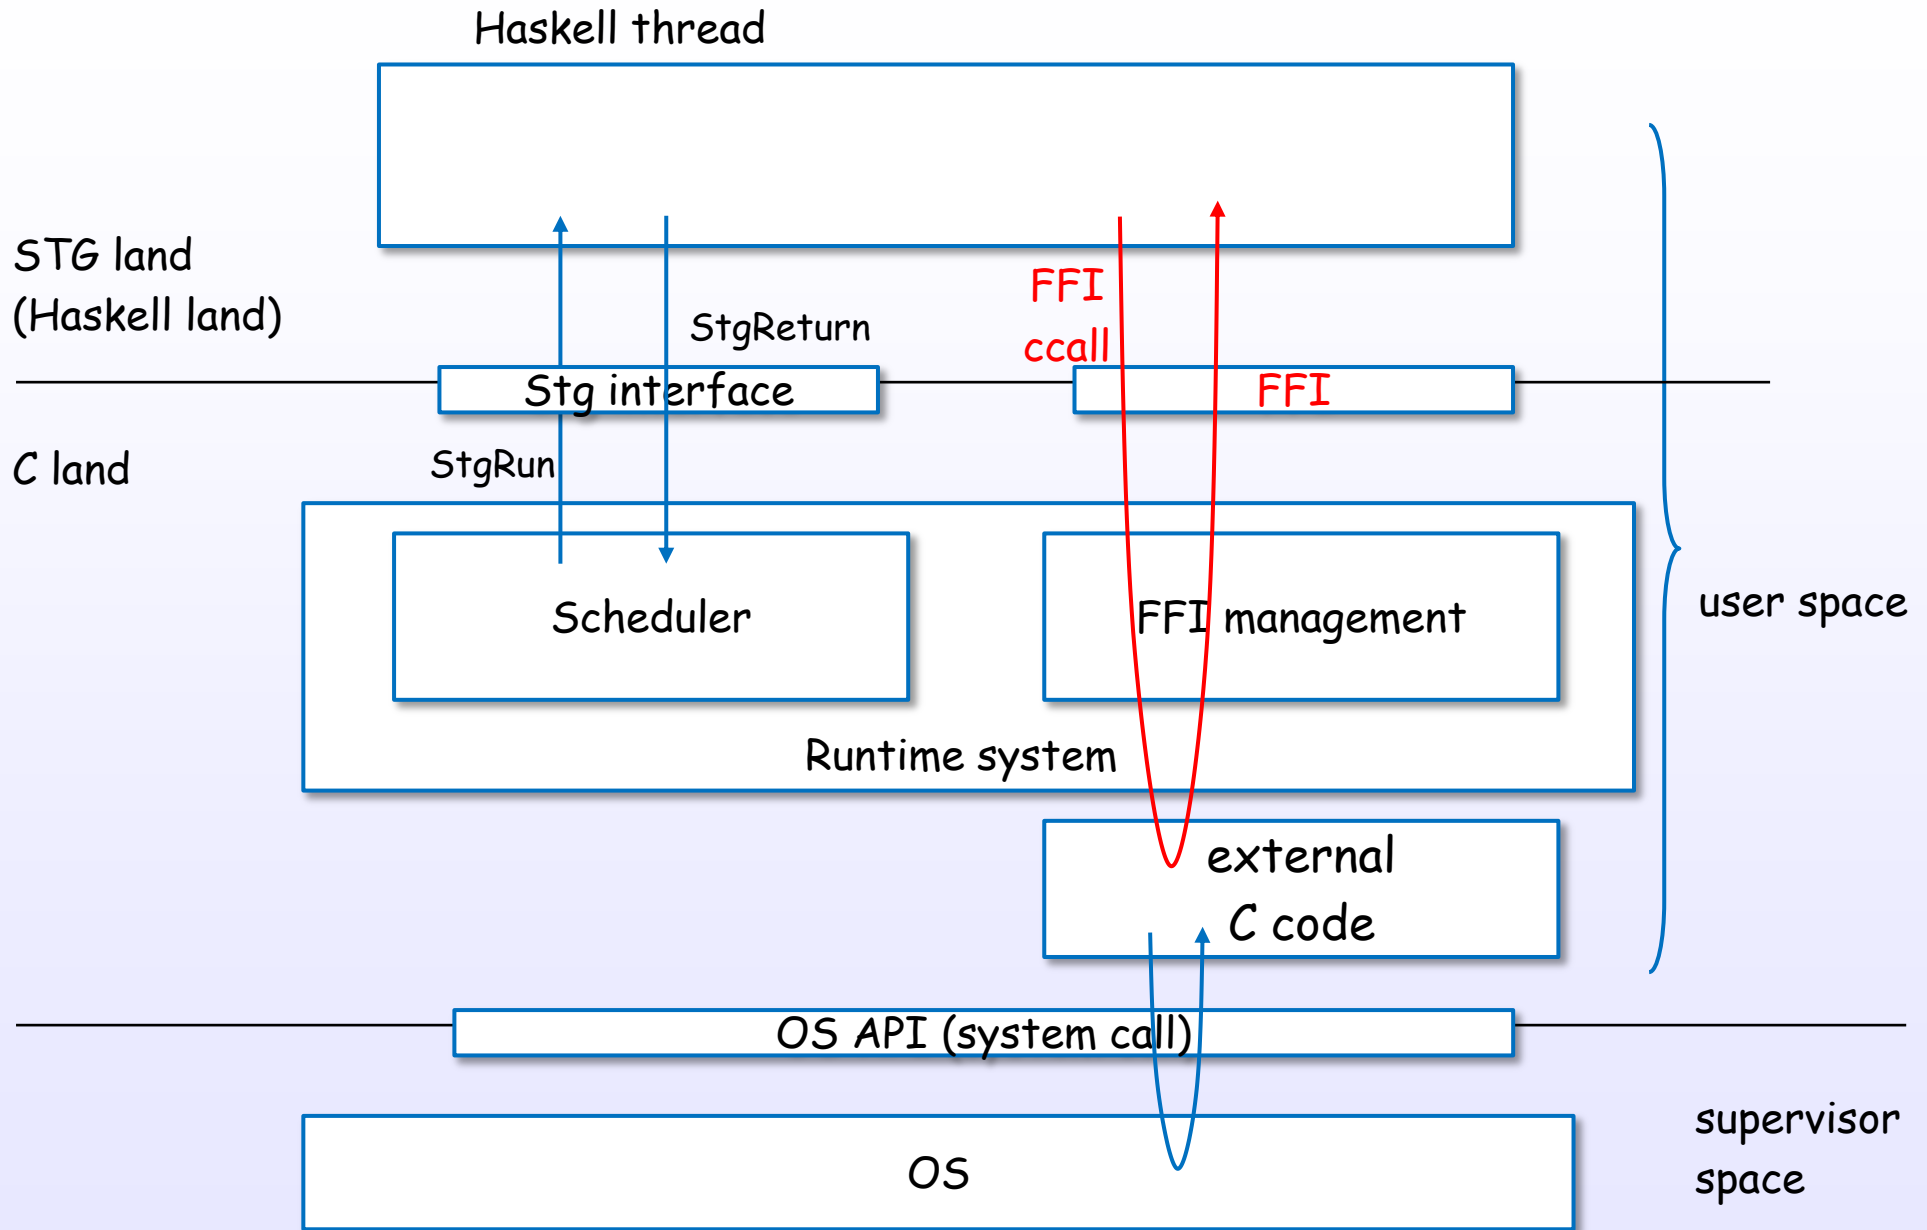 Haskell thread
STG land
(Haskell land)
FFI
ccall
StgReturn
Stg interface
FFI
C land
StgRun
Scheduler
FFI management
user space
Runtime system
external
C code
OS API (system call)
supervisor
space
OS